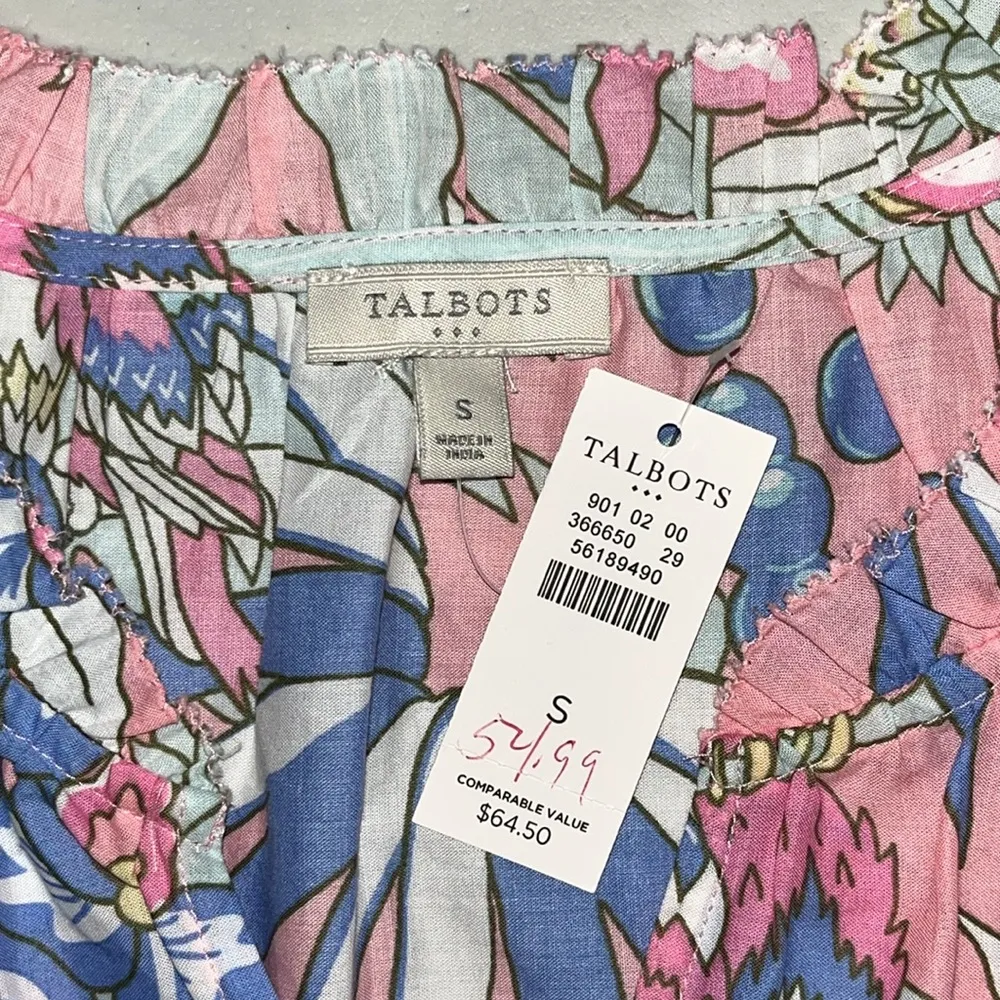 TALBOTS
S
MADE IN
INDIA
TALBOTS
901 02 00
366650 29
56189490
S
54.99
COMPARABLE VALUE
$64.50